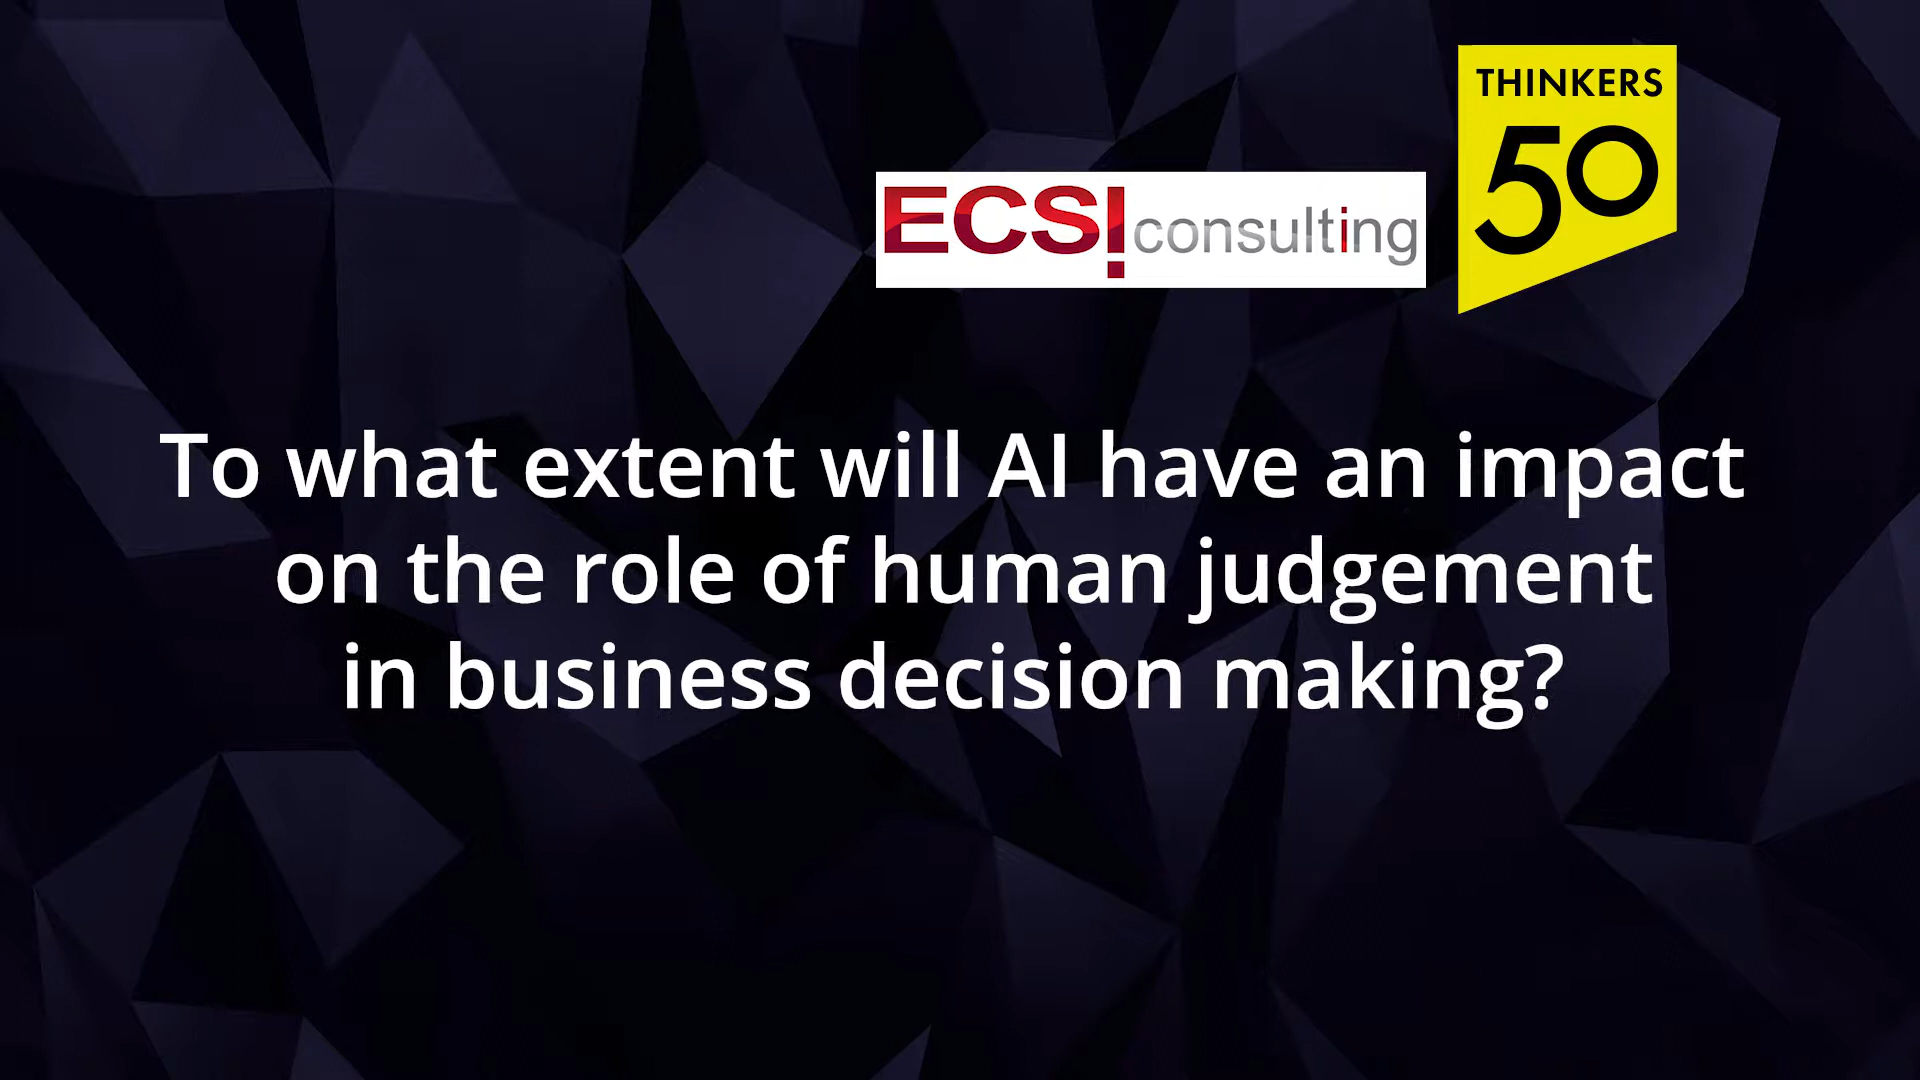 THINKERS
50
ECSI consulting
To what extent will AI have an impact
on the role of human judgement
in business decision making?